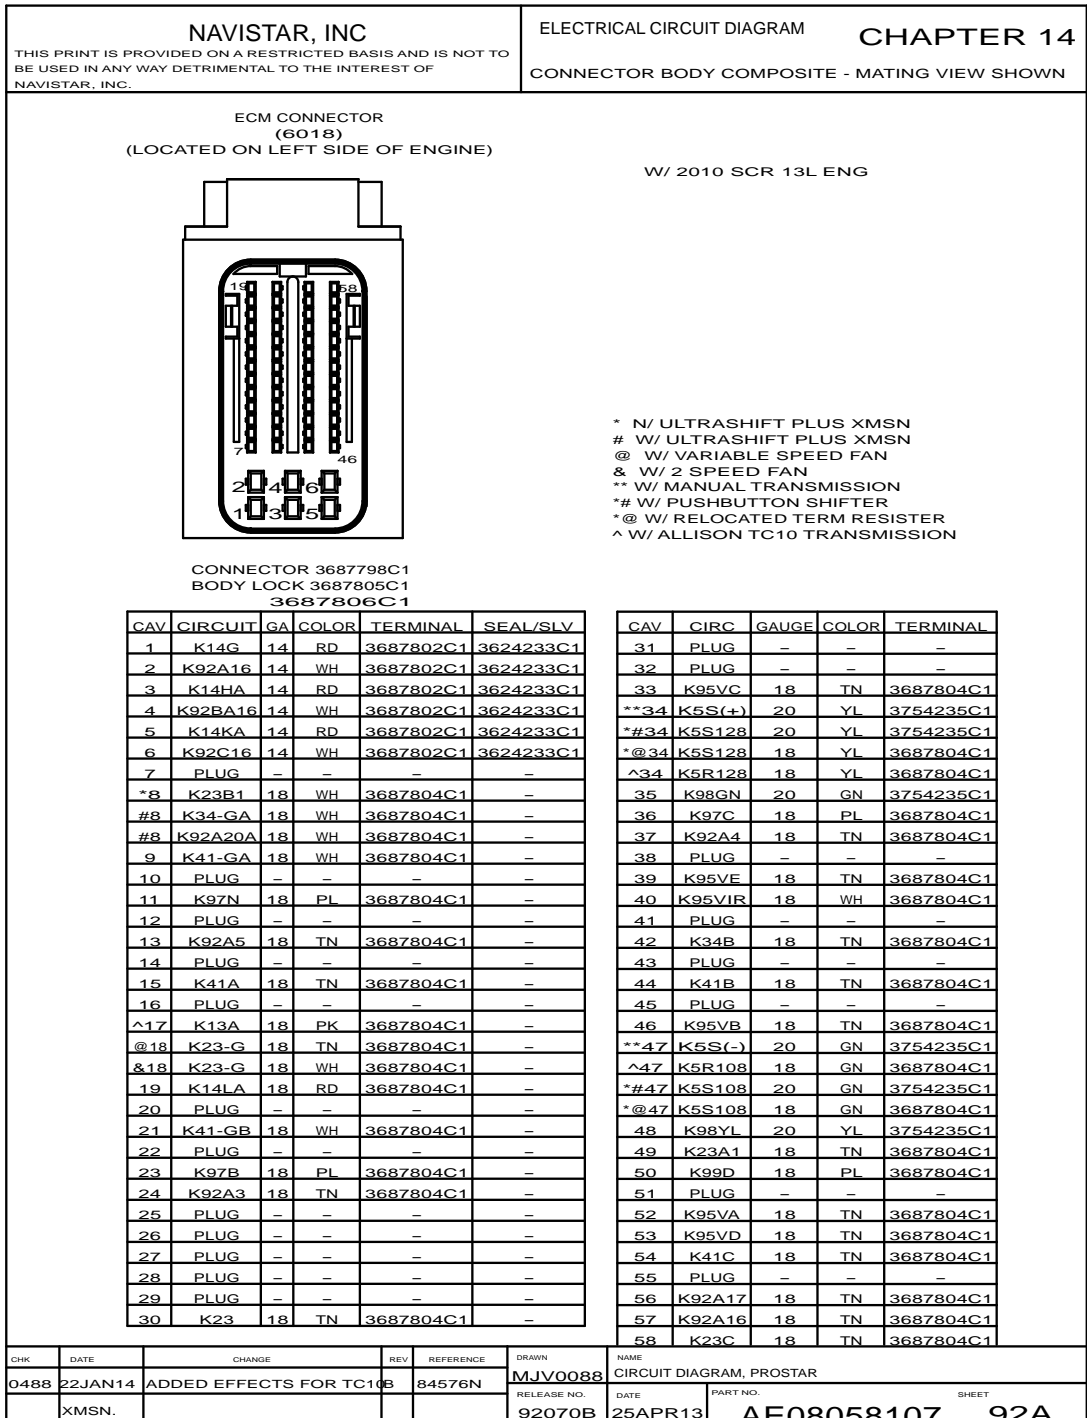 NAVISTAR, INC
THIS PRINT IS PROVIDED ON A RESTRICTED BASIS AND IS NOT TO
BE USED IN ANY WAY DETRIMENTAL TO THE INTEREST OF
NAVISTAR, INC.
ELECTRICAL CIRCUIT DIAGRAM
CHAPTER 14
CONNECTOR BODY COMPOSITE - MATING VIEW SHOWN
ECM CONNECTOR
(6018)
(LOCATED ON LEFT SIDE OF ENGINE)
W/ 2010 SCR 13L ENG
19 58
7 46
2 4 6
1 3 5
* N/ ULTRASHIFT PLUS XMSN
# W/ ULTRASHIFT PLUS XMSN
@ W/ VARIABLE SPEED FAN
& W/ 2 SPEED FAN
** W/ MANUAL TRANSMISSION
*# W/ PUSHBUTTON SHIFTER
*@ W/ RELOCATED TERM RESISTER
^ W/ ALLISON TC10 TRANSMISSION
CONNECTOR 3687798C1
BODY LOCK 3687805C1
3687806C1
CAV CIRCUIT GA COLOR TERMINAL SEAL/SLV
1 K14G 14 RD 3687802C1 3624233C1
2 K92A16 14 WH 3687802C1 3624233C1
3 K14HA 14 RD 3687802C1 3624233C1
4 K92BA16 14 WH 3687802C1 3624233C1
5 K14KA 14 RD 3687802C1 3624233C1
6 K92C16 14 WH 3687802C1 3624233C1
7 PLUG – – – –
*8 K23B1 18 WH 3687804C1 –
#8 K34-GA 18 WH 3687804C1 –
#8 K92A20A 18 WH 3687804C1 –
9 K41-GA 18 WH 3687804C1 –
10 PLUG – – – –
11 K97N 18 PL 3687804C1 –
12 PLUG – – – –
13 K92A5 18 TN 3687804C1 –
14 PLUG – – – –
15 K41A 18 TN 3687804C1 –
16 PLUG – – – –
^17 K13A 18 PK 3687804C1 –
@18 K23-G 18 TN 3687804C1 –
&18 K23-G 18 WH 3687804C1 –
19 K14LA 18 RD 3687804C1 –
20 PLUG – – – –
21 K41-GB 18 WH 3687804C1 –
22 PLUG – – – –
23 K97B 18 PL 3687804C1 –
24 K92A3 18 TN 3687804C1 –
25 PLUG – – – –
26 PLUG – – – –
27 PLUG – – – –
28 PLUG – – – –
29 PLUG – – – –
30 K23 18 TN 3687804C1 –
CAV CIRC GAUGE COLOR TERMINAL
31 PLUG – – –
32 PLUG – – –
33 K95VC 18 TN 3687804C1
**34 K5S(+) 20 YL 3754235C1
*#34 K5S128 20 YL 3754235C1
*@34 K5S128 18 YL 3687804C1
^34 K5R128 18 YL 3687804C1
35 K98GN 20 GN 3754235C1
36 K97C 18 PL 3687804C1
37 K92A4 18 TN 3687804C1
38 PLUG – – –
39 K95VE 18 TN 3687804C1
40 K95VIR 18 WH 3687804C1
41 PLUG – – –
42 K34B 18 TN 3687804C1
43 PLUG – – –
44 K41B 18 TN 3687804C1
45 PLUG – – –
46 K95VB 18 TN 3687804C1
**47 K5S(-) 20 GN 3754235C1
^47 K5R108 18 GN 3687804C1
*#47 K5S108 20 GN 3754235C1
*@47 K5S108 18 GN 3687804C1
48 K98YL 20 YL 3754235C1
49 K23A1 18 TN 3687804C1
50 K99D 18 PL 3687804C1
51 PLUG – – –
52 K95VA 18 TN 3687804C1
53 K95VD 18 TN 3687804C1
54 K41C 18 TN 3687804C1
55 PLUG – – –
56 K92A17 18 TN 3687804C1
57 K92A16 18 TN 3687804C1
58 K23C 18 TN 3687804C1
CHK DATE CHANGE REV REFERENCE
0488 22JAN14 ADDED EFFECTS FOR TC10 B 84576N
XMSN.
DRAWN
MJV0088
NAME
CIRCUIT DIAGRAM, PROSTAR
RELEASE NO.
92070B
DATE
25APR13
PART NO.
AE08058107
SHEET
92A